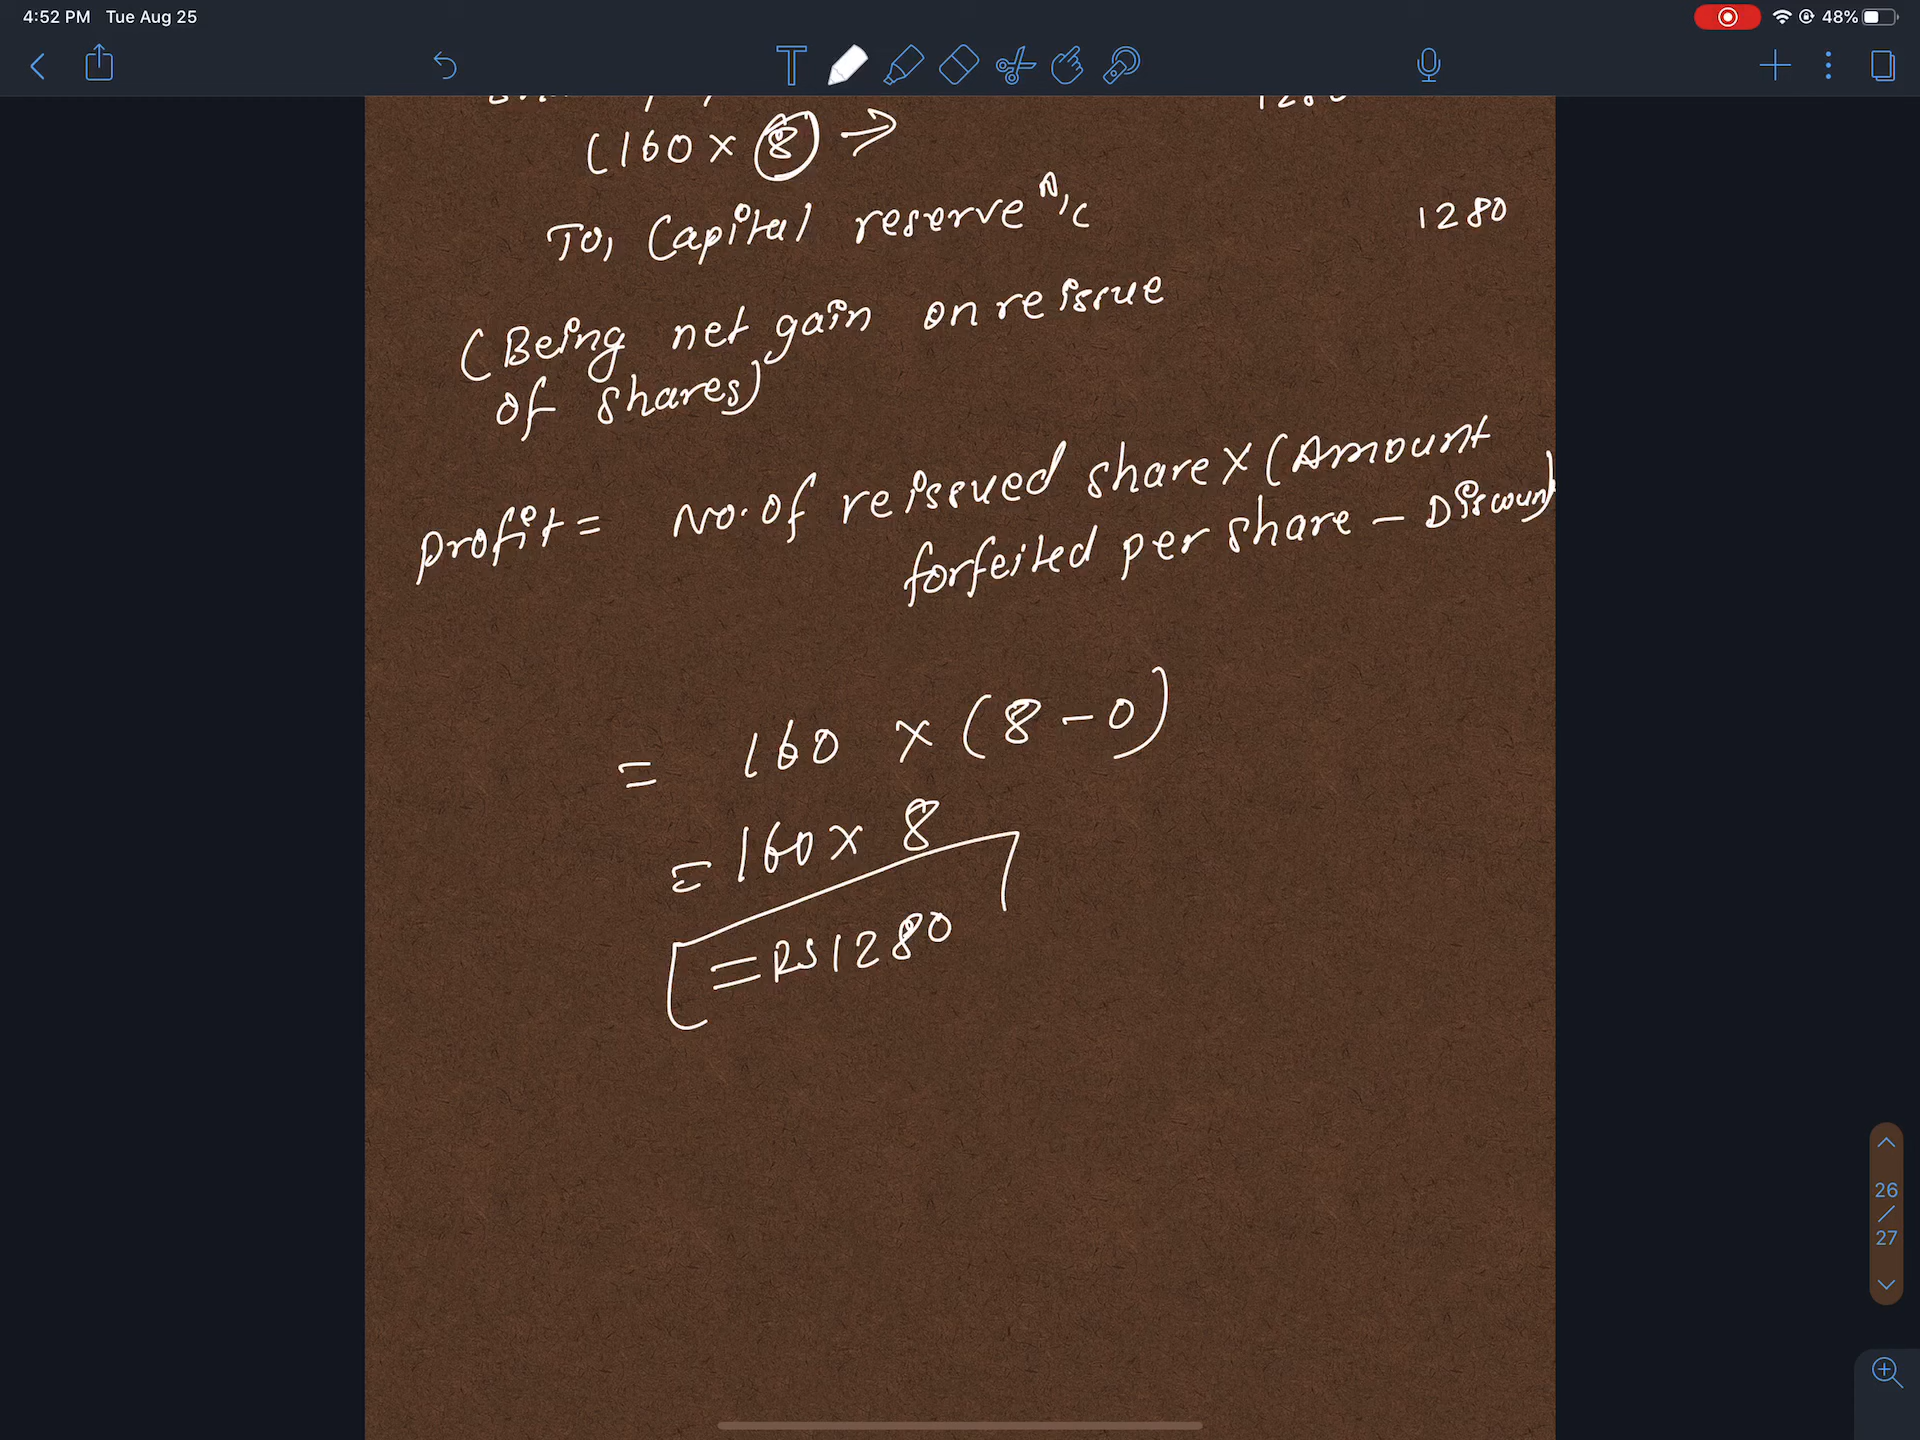 4:52 PM Tue Aug 25
48%
(160 × 8) →
To, Capital reserve A/c 1280
(Being net gain on reissue
of shares)
profit = No. of reissued share × (Amount
forfeited per share – Discount)
= 160 × (8 – 0)
= 160 × 8
= RS 1280
26
/
27